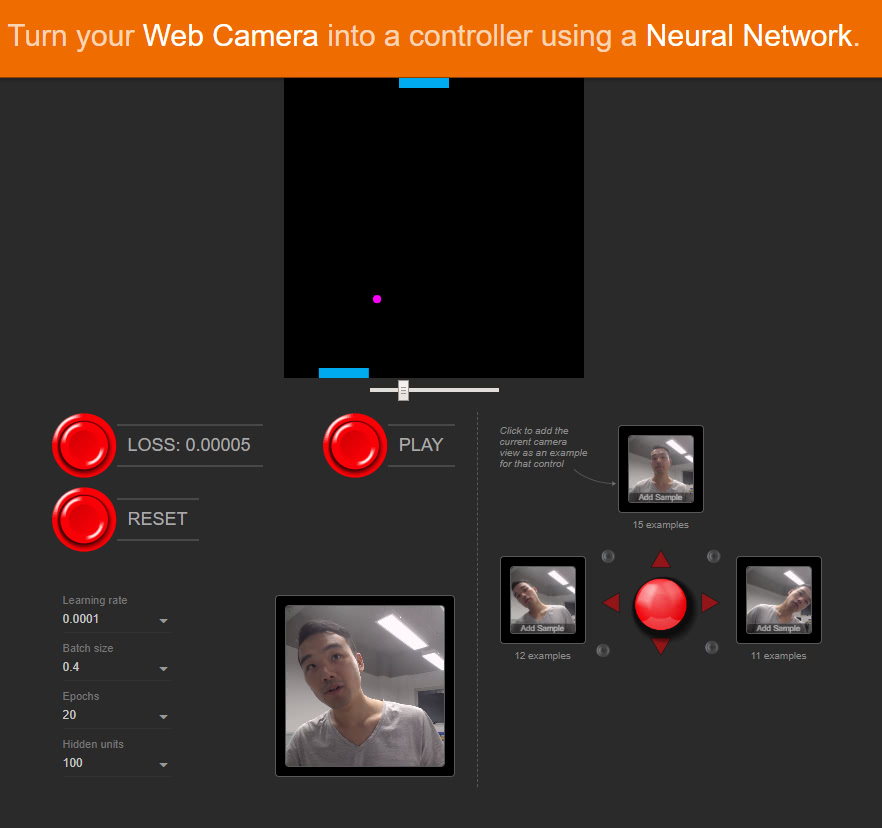 Turn your Web Camera into a controller using a Neural Network.
LOSS: 0.00005
PLAY
RESET
Click to add the
current camera
view as an example
for that control
Add Sample
15 examples
Add Sample
12 examples
Add Sample
11 examples
Learning rate
0.0001
Batch size
0.4
Epochs
20
Hidden units
100